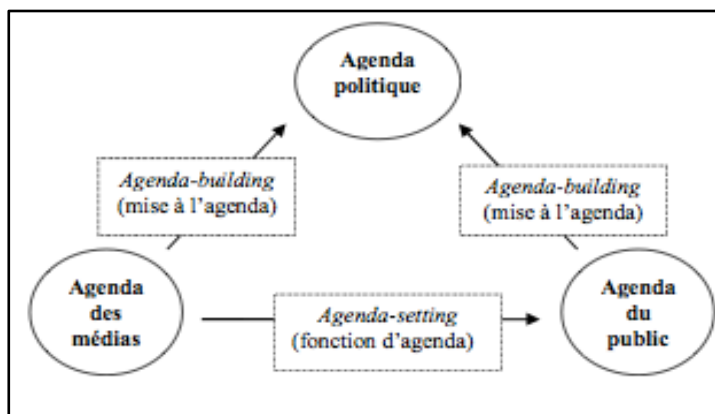 Agenda
politique
Agenda-building
(mise à l'agenda)
Agenda-building
(mise à l'agenda)
Agenda
des
médias
Agenda-setting
(fonction d'agenda)
Agenda
du
public